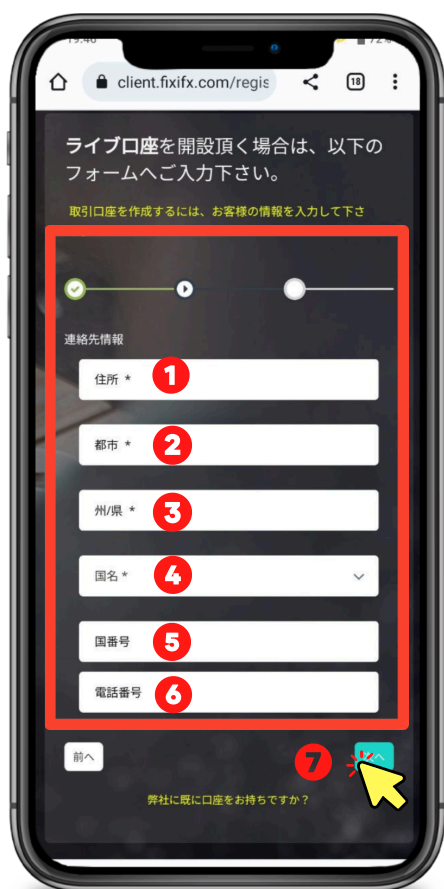 19:46
72%
client.fixifx.com/regis
18
ライブ口座を開設頂く場合は、以下の
フォームへご入力下さい。
取引口座を作成するには、お客様の情報を入力して下さ
連絡先情報
住所 * 1
都市 * 2
州/県 * 3
国名 * 4
国番号 5
電話番号 6
前へ
7
へ
弊社に既に口座をお持ちですか？